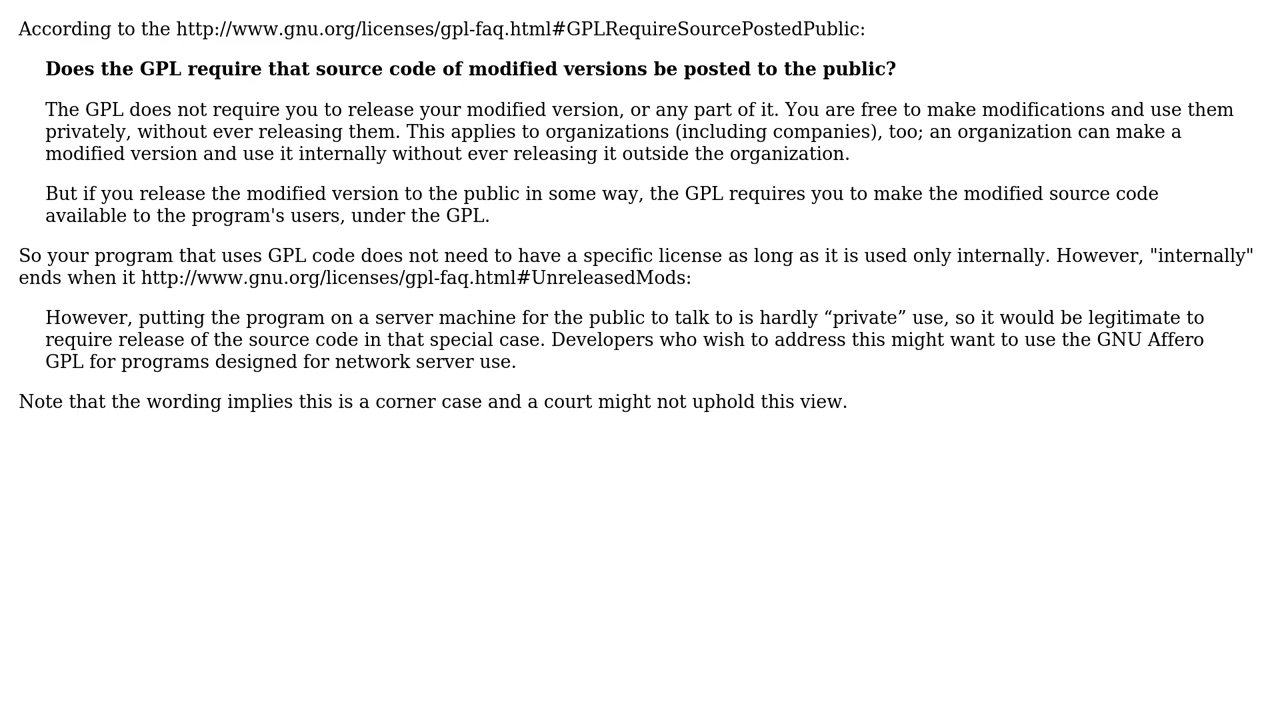 According to the http://www.gnu.org/licenses/gpl-faq.html#GPLRequireSourcePostedPublic:
Does the GPL require that source code of modified versions be posted to the public?
The GPL does not require you to release your modified version, or any part of it. You are free to make modifications and use them
privately, without ever releasing them. This applies to organizations (including companies), too; an organization can make a
modified version and use it internally without ever releasing it outside the organization.
But if you release the modified version to the public in some way, the GPL requires you to make the modified source code
available to the program's users, under the GPL.
So your program that uses GPL code does not need to have a specific license as long as it is used only internally. However, "internally"
ends when it http://www.gnu.org/licenses/gpl-faq.html#UnreleasedMods:
However, putting the program on a server machine for the public to talk to is hardly “private” use, so it would be legitimate to
require release of the source code in that special case. Developers who wish to address this might want to use the GNU Affero
GPL for programs designed for network server use.
Note that the wording implies this is a corner case and a court might not uphold this view.